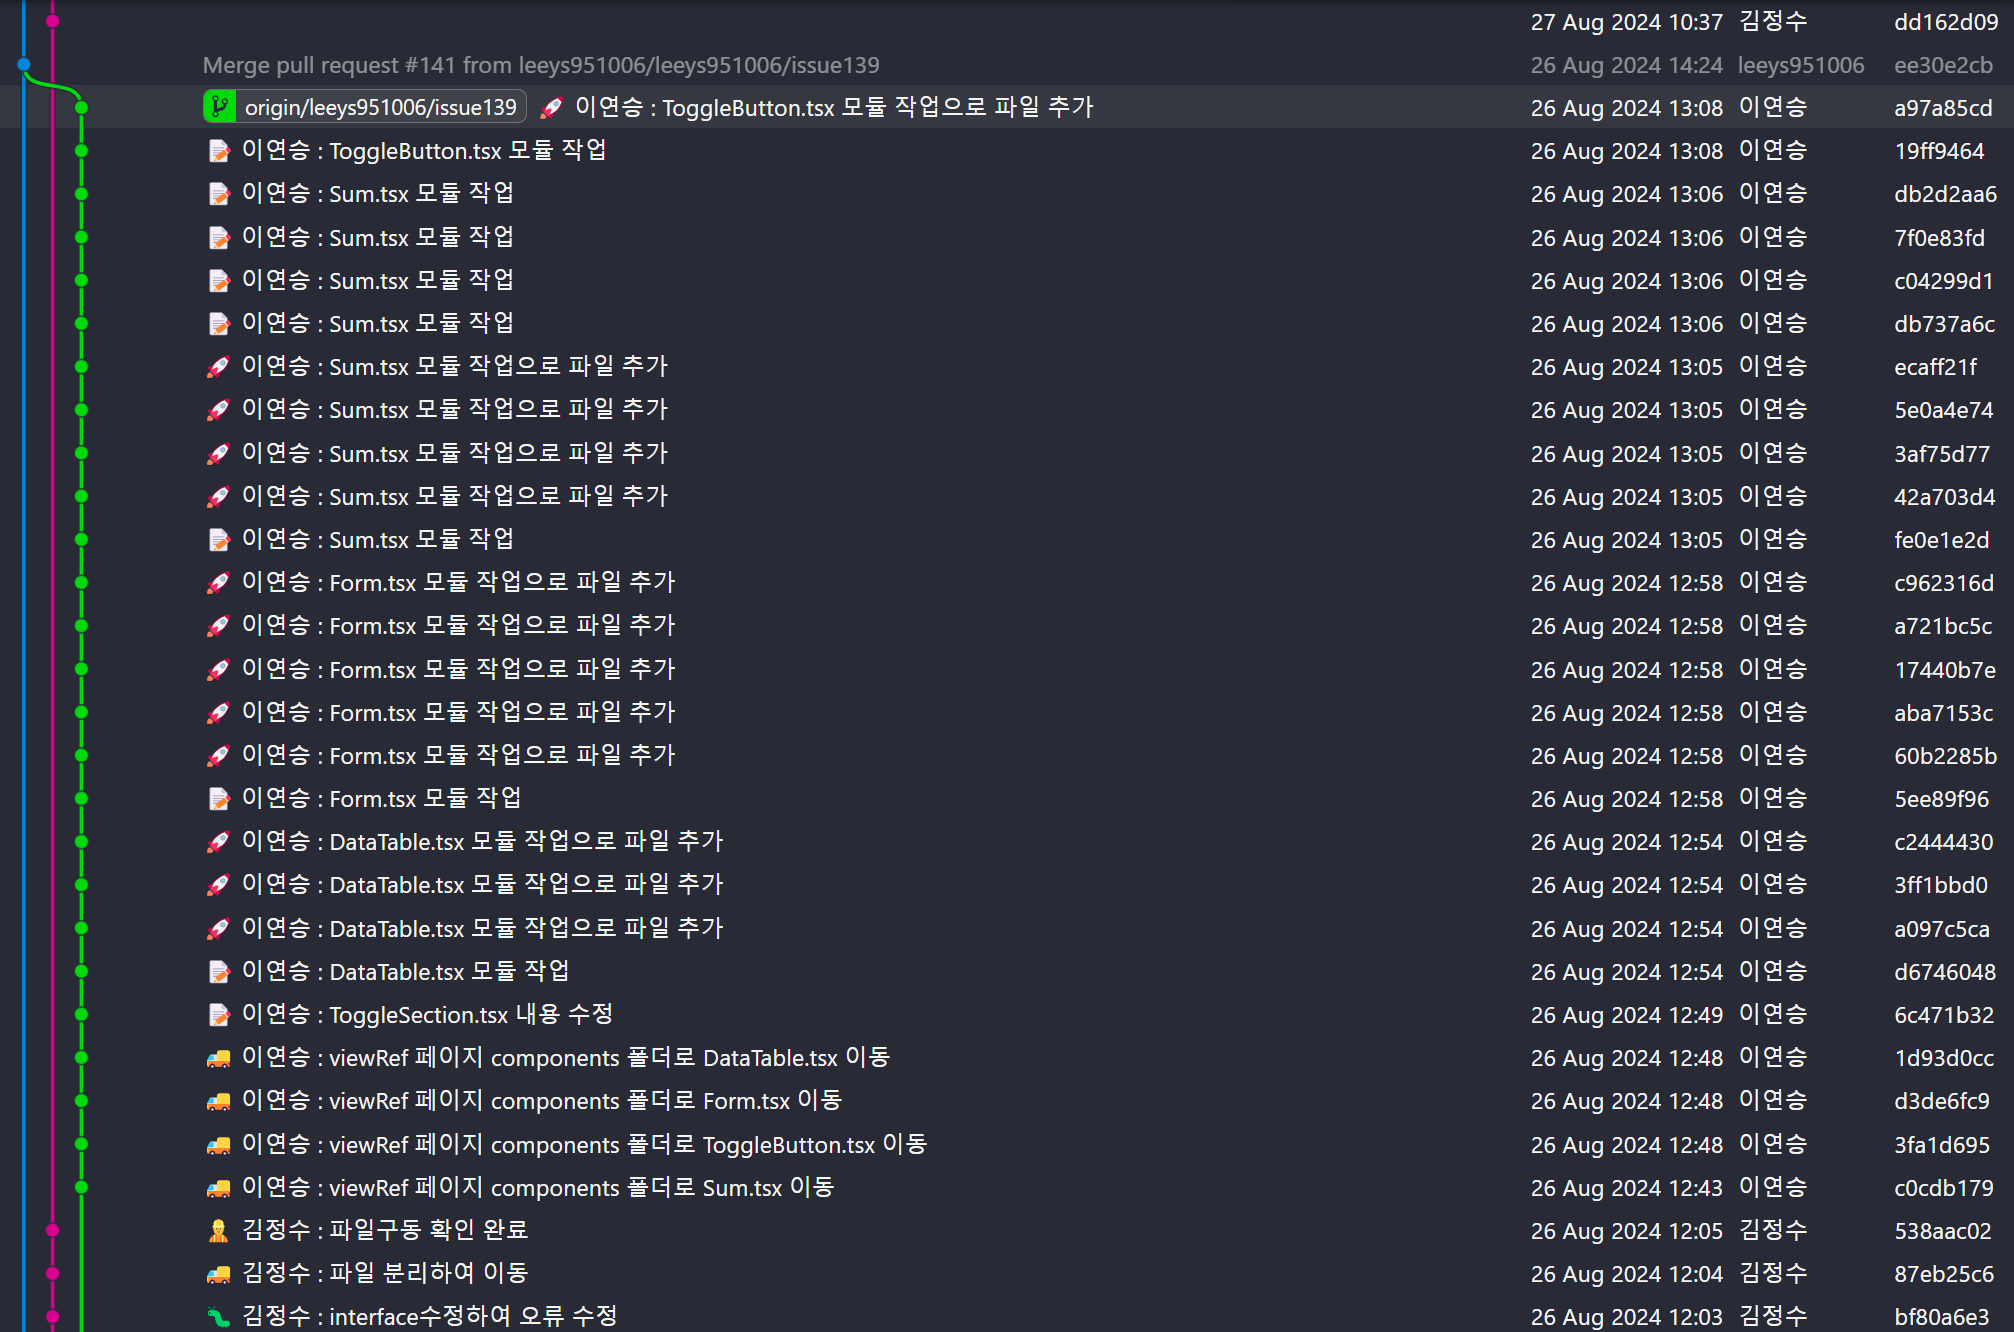 27 Aug 2024 10:37 김정수 dd162d09
Merge pull request #141 from leeys951006/leeys951006/issue139 26 Aug 2024 14:24 leeys951006 ee30e2cb
origin/leeys951006/issue139 🚀 이연승 : ToggleButton.tsx 모듈 작업으로 파일 추가 26 Aug 2024 13:08 이연승 a97a85cd
📝 이연승 : ToggleButton.tsx 모듈 작업 26 Aug 2024 13:08 이연승 19ff9464
📝 이연승 : Sum.tsx 모듈 작업 26 Aug 2024 13:06 이연승 db2d2aa6
📝 이연승 : Sum.tsx 모듈 작업 26 Aug 2024 13:06 이연승 7f0e83fd
📝 이연승 : Sum.tsx 모듈 작업 26 Aug 2024 13:06 이연승 c04299d1
📝 이연승 : Sum.tsx 모듈 작업 26 Aug 2024 13:06 이연승 db737a6c
🚀 이연승 : Sum.tsx 모듈 작업으로 파일 추가 26 Aug 2024 13:05 이연승 ecaff21f
🚀 이연승 : Sum.tsx 모듈 작업으로 파일 추가 26 Aug 2024 13:05 이연승 5e0a4e74
🚀 이연승 : Sum.tsx 모듈 작업으로 파일 추가 26 Aug 2024 13:05 이연승 3af75d77
🚀 이연승 : Sum.tsx 모듈 작업으로 파일 추가 26 Aug 2024 13:05 이연승 42a703d4
📝 이연승 : Sum.tsx 모듈 작업 26 Aug 2024 13:05 이연승 fe0e1e2d
🚀 이연승 : Form.tsx 모듈 작업으로 파일 추가 26 Aug 2024 12:58 이연승 c962316d
🚀 이연승 : Form.tsx 모듈 작업으로 파일 추가 26 Aug 2024 12:58 이연승 a721bc5c
🚀 이연승 : Form.tsx 모듈 작업으로 파일 추가 26 Aug 2024 12:58 이연승 17440b7e
🚀 이연승 : Form.tsx 모듈 작업으로 파일 추가 26 Aug 2024 12:58 이연승 aba7153c
🚀 이연승 : Form.tsx 모듈 작업으로 파일 추가 26 Aug 2024 12:58 이연승 60b2285b
📝 이연승 : Form.tsx 모듈 작업 26 Aug 2024 12:58 이연승 5ee89f96
🚀 이연승 : DataTable.tsx 모듈 작업으로 파일 추가 26 Aug 2024 12:54 이연승 c2444430
🚀 이연승 : DataTable.tsx 모듈 작업으로 파일 추가 26 Aug 2024 12:54 이연승 3ff1bbd0
🚀 이연승 : DataTable.tsx 모듈 작업으로 파일 추가 26 Aug 2024 12:54 이연승 a097c5ca
📝 이연승 : DataTable.tsx 모듈 작업 26 Aug 2024 12:54 이연승 d6746048
📝 이연승 : ToggleSection.tsx 내용 수정 26 Aug 2024 12:49 이연승 6c471b32
🚚 이연승 : viewRef 페이지 components 폴더로 DataTable.tsx 이동 26 Aug 2024 12:48 이연승 1d93d0cc
🚚 이연승 : viewRef 페이지 components 폴더로 Form.tsx 이동 26 Aug 2024 12:48 이연승 d3de6fc9
🚚 이연승 : viewRef 페이지 components 폴더로 ToggleButton.tsx 이동 26 Aug 2024 12:48 이연승 3fa1d695
🚚 이연승 : viewRef 페이지 components 폴더로 Sum.tsx 이동 26 Aug 2024 12:43 이연승 c0cdb179
👷 김정수 : 파일구동 확인 완료 26 Aug 2024 12:05 김정수 538aac02
🚚 김정수 : 파일 분리하여 이동 26 Aug 2024 12:04 김정수 87eb25c6
🐛 김정수 : interface수정하여 오류 수정 26 Aug 2024 12:03 김정수 bf80a6e3